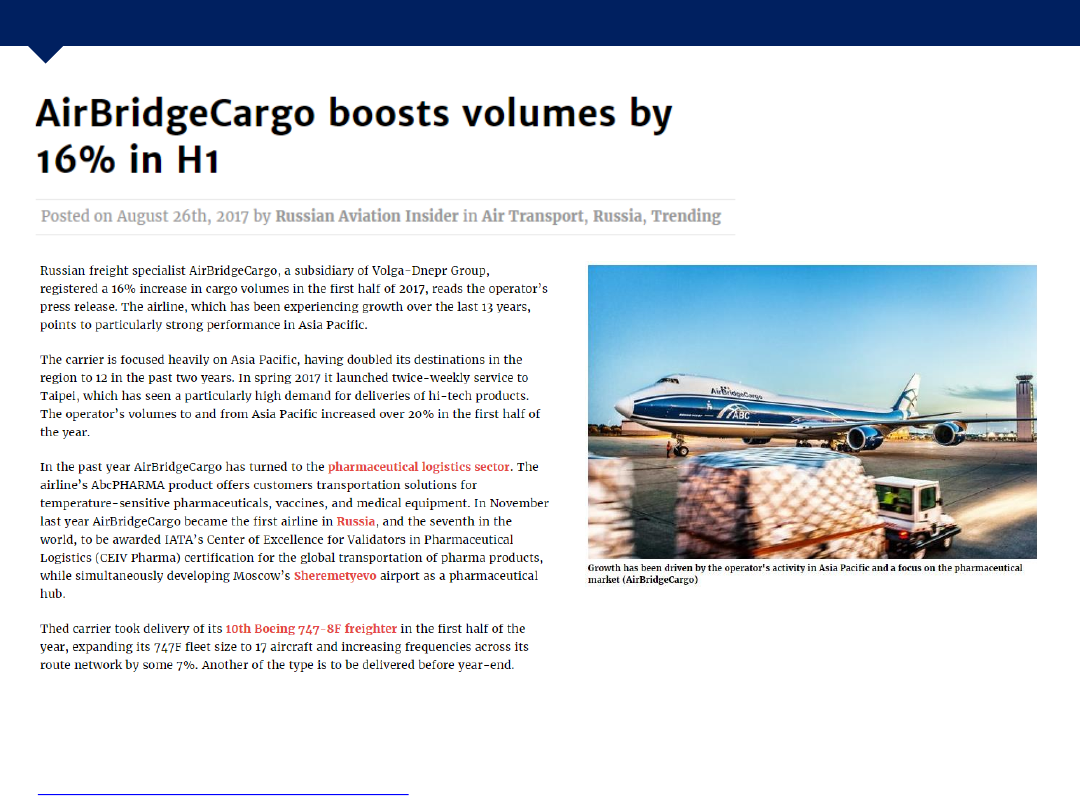 AirBridgeCargo boosts volumes by
16% in H1
Posted on August 26th, 2017 by Russian Aviation Insider in Air Transport, Russia, Trending
Russian freight specialist AirBridgeCargo, a subsidiary of Volga-Dnepr Group,
registered a 16% increase in cargo volumes in the first half of 2017, reads the operator's
press release. The airline, which has been experiencing growth over the last 13 years,
points to particularly strong performance in Asia Pacific.
The carrier is focused heavily on Asia Pacific, having doubled its destinations in the
region to 12 in the past two years. In spring 2017 it launched twice-weekly service to
Taipei, which has seen a particularly high demand for deliveries of hi-tech products.
The operator's volumes to and from Asia Pacific increased over 20% in the first half of
the year.
In the past year AirBridgeCargo has turned to the pharmaceutical logistics sector. The
airline's AbcPHARMA product offers customers transportation solutions for
temperature-sensitive pharmaceuticals, vaccines, and medical equipment. In November
last year AirBridgeCargo became the first airline in Russia, and the seventh in the
world, to be awarded IATA's Center of Excellence for Validators in Pharmaceutical
Logistics (CEIV Pharma) certification for the global transportation of pharma products,
while simultaneously developing Moscow's Sheremetyevo airport as a pharmaceutical
hub.
Thed carrier took delivery of its 10th Boeing 747-8F freighter in the first half of the
year, expanding its 747F fleet size to 17 aircraft and increasing frequencies across its
route network by some 7%. Another of the type is to be delivered before year-end.
AirBridgeCargo
ABC
Growth has been driven by the operator's activity in Asia Pacific and a focus on the pharmaceutical
market (AirBridgeCargo)